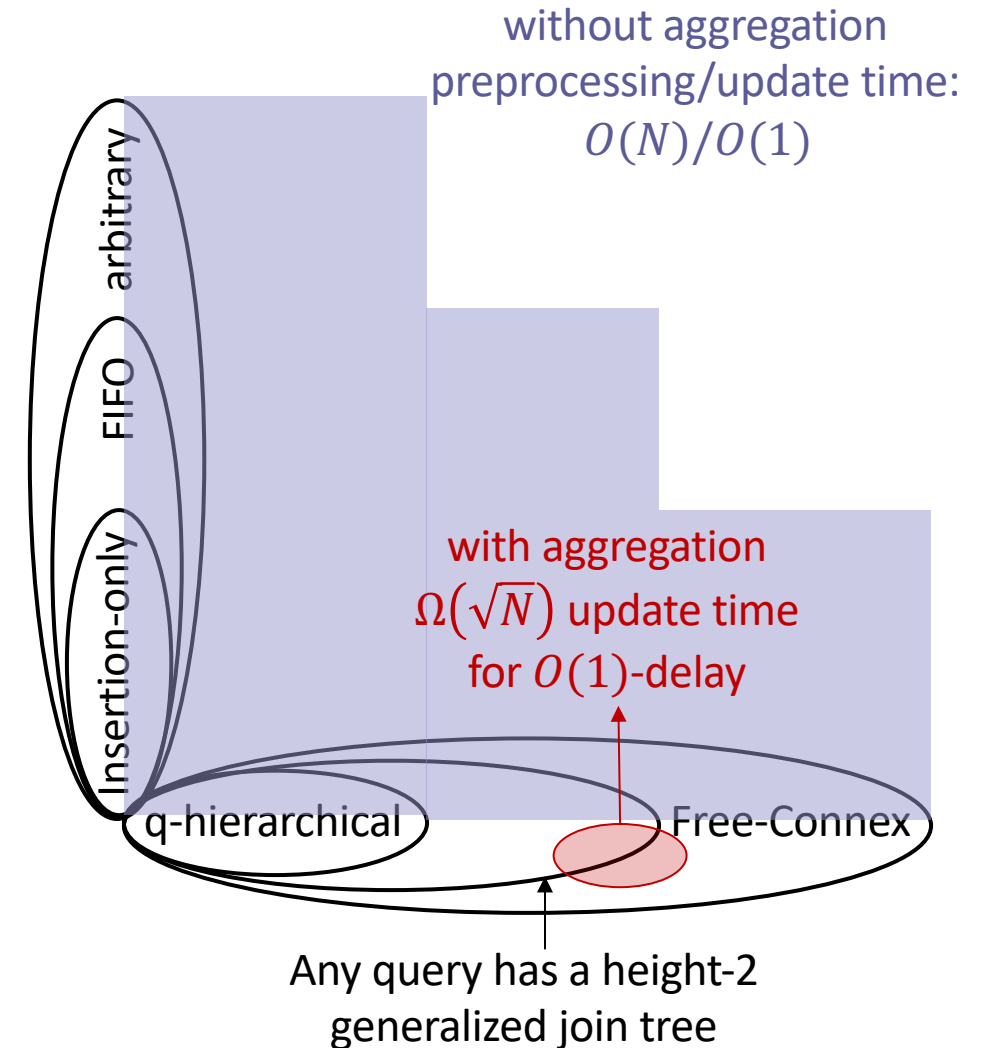 without aggregation
preprocessing/update time:
O(N)/O(1)
arbitrary
FIFO
Insertion-only
with aggregation
Ω(√N) update time
for O(1)-delay
q-hierarchical
Free-Connex
Any query has a height-2
generalized join tree